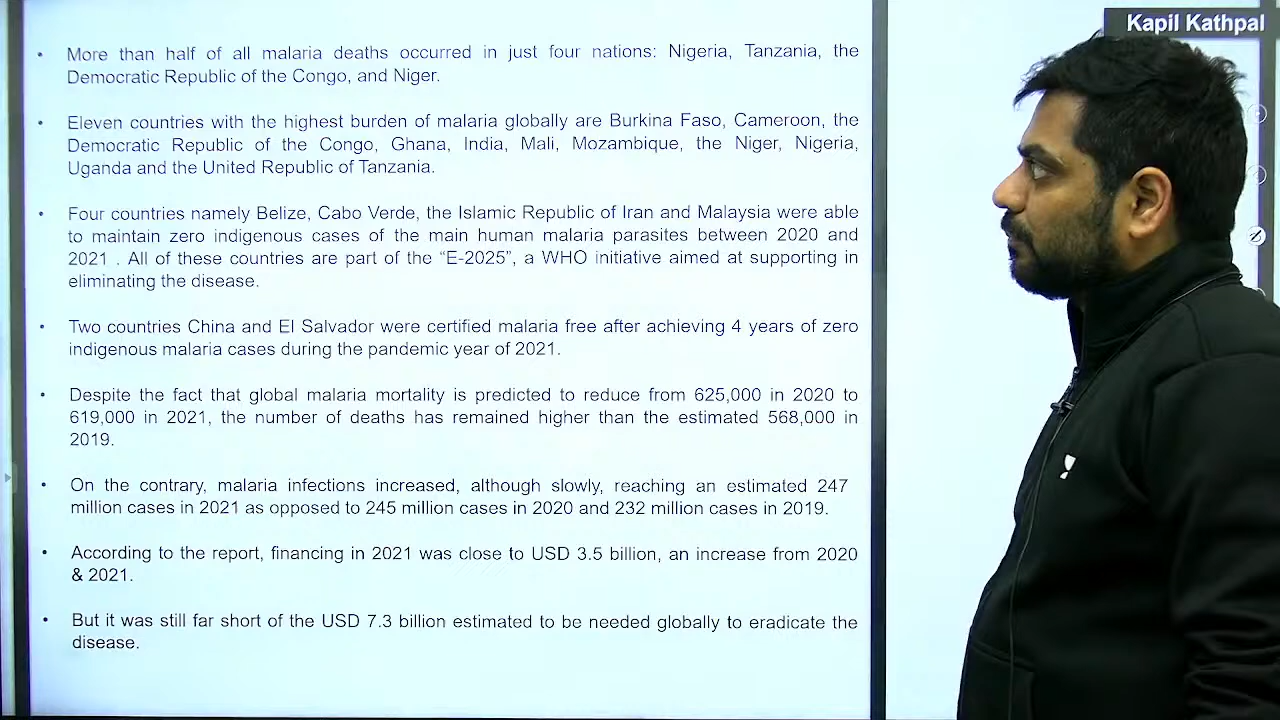 Kapil Kathpal
• More than half of all malaria deaths occurred in just four nations: Nigeria, Tanzania, the
Democratic Republic of the Congo, and Niger.
• Eleven countries with the highest burden of malaria globally are Burkina Faso, Cameroon, the
Democratic Republic of the Congo, Ghana, India, Mali, Mozambique, the Niger, Nigeria,
Uganda and the United Republic of Tanzania.
• Four countries namely Belize, Cabo Verde, the Islamic Republic of Iran and Malaysia were able
to maintain zero indigenous cases of the main human malaria parasites between 2020 and
2021 . All of these countries are part of the “E-2025”, a WHO initiative aimed at supporting in
eliminating the disease.
• Two countries China and El Salvador were certified malaria free after achieving 4 years of zero
indigenous malaria cases during the pandemic year of 2021.
• Despite the fact that global malaria mortality is predicted to reduce from 625,000 in 2020 to
619,000 in 2021, the number of deaths has remained higher than the estimated 568,000 in
2019.
• On the contrary, malaria infections increased, although slowly, reaching an estimated 247
million cases in 2021 as opposed to 245 million cases in 2020 and 232 million cases in 2019.
• According to the report, financing in 2021 was close to USD 3.5 billion, an increase from 2020
& 2021.
• But it was still far short of the USD 7.3 billion estimated to be needed globally to eradicate the
disease.